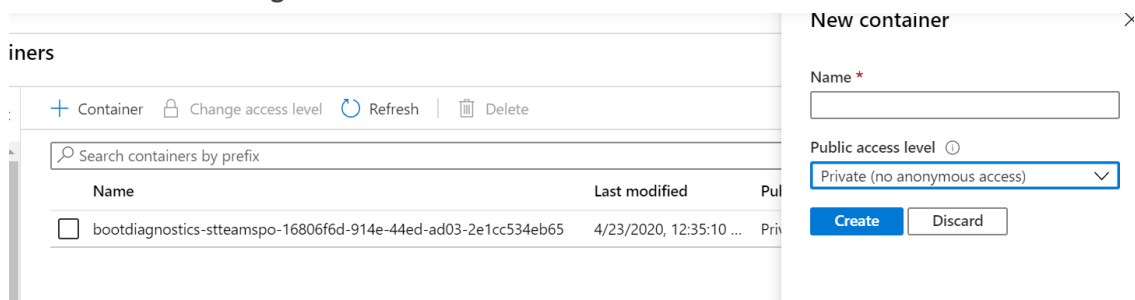 New container
iners
Name *
Container Change access level Refresh Delete
Public access level
Search containers by prefix
Private (no anonymous access)
Name Last modified Pul
Create Discard
bootdiagnostics-stteamspo-16806f6d-914e-44ed-ad03-2e1cc534eb65 4/23/2020, 12:35:10 ... Priv